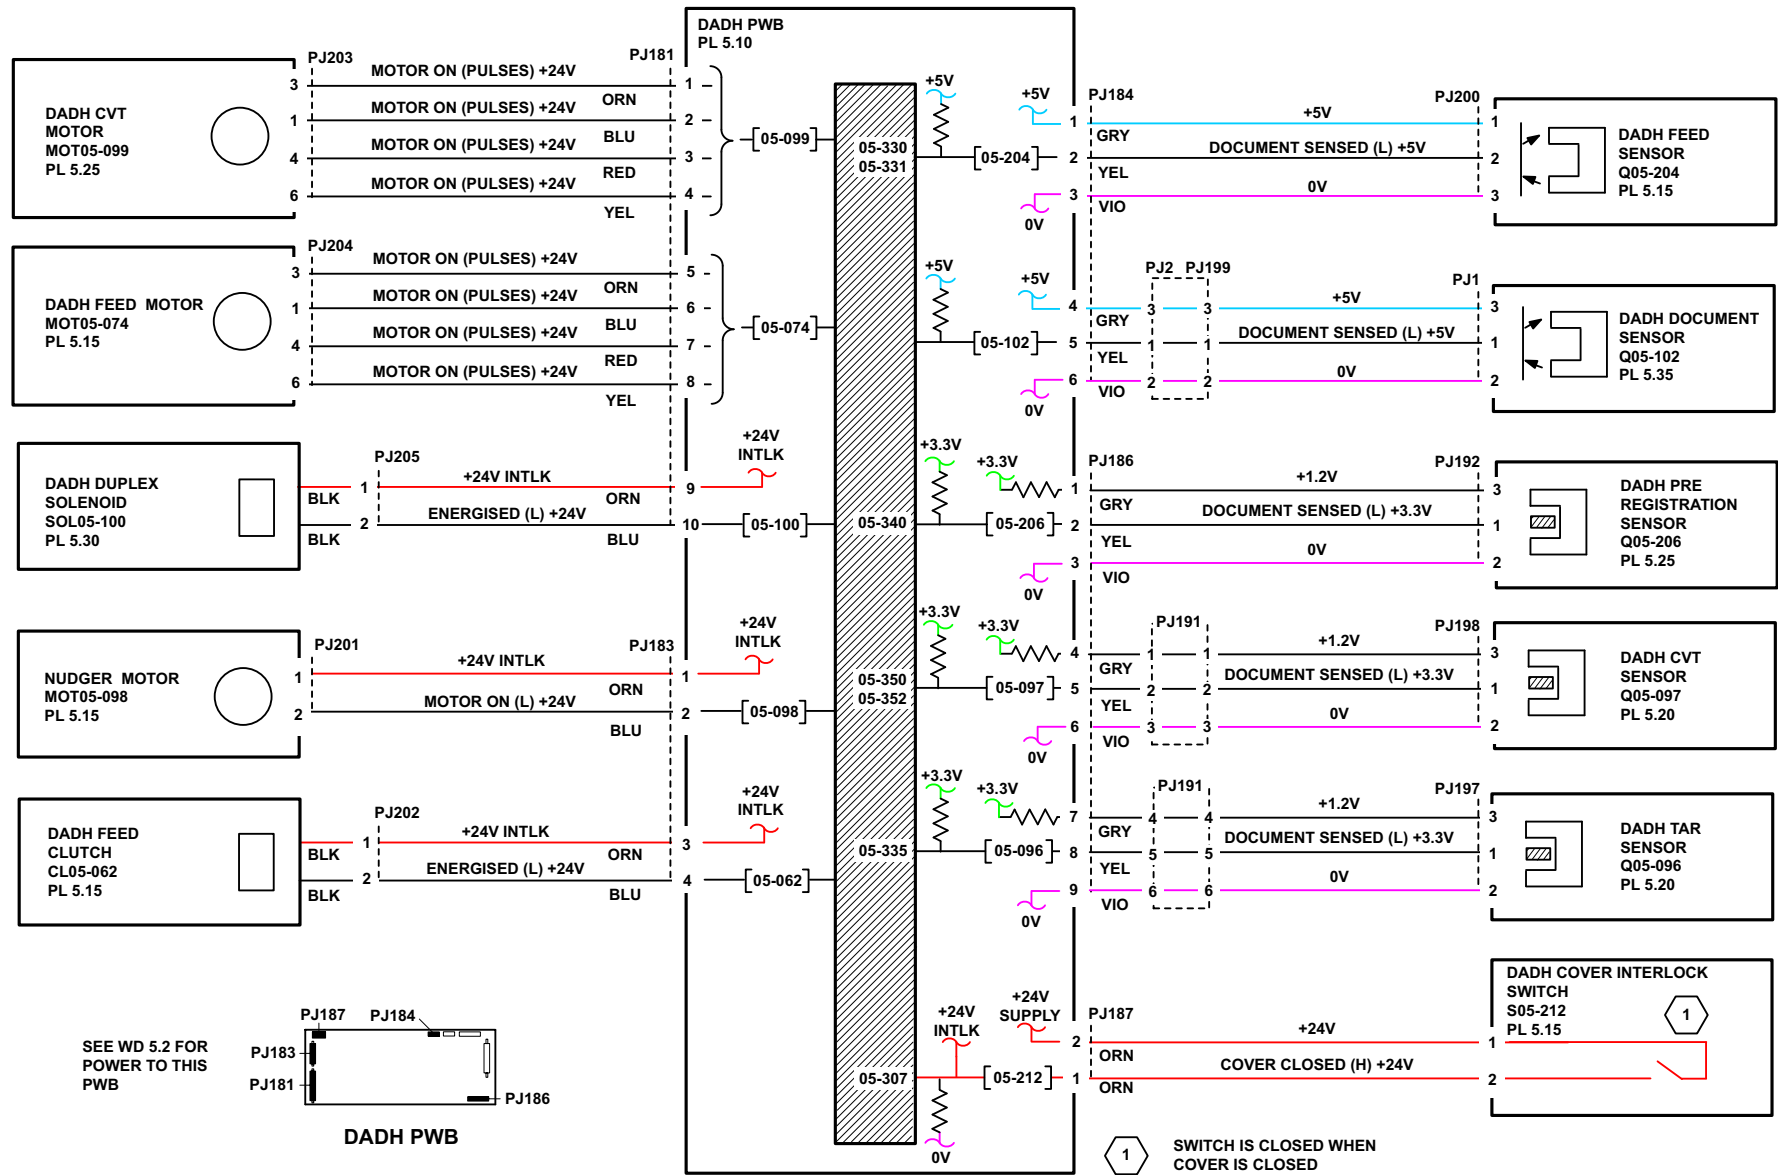 DADH PWB
PL 5.10
PJ203
PJ181
DADH CVT
MOTOR
MOT05-099
PL 5.25
3
MOTOR ON (PULSES) +24V
ORN
1
1
MOTOR ON (PULSES) +24V
BLU
2
4
MOTOR ON (PULSES) +24V
RED
3
6
MOTOR ON (PULSES) +24V
YEL
4
05-099
PJ204
DADH FEED MOTOR
MOT05-074
PL 5.15
3
MOTOR ON (PULSES) +24V
ORN
5
1
MOTOR ON (PULSES) +24V
BLU
6
4
MOTOR ON (PULSES) +24V
RED
7
6
MOTOR ON (PULSES) +24V
YEL
8
05-074
DADH DUPLEX
SOLENOID
SOL05-100
PL 5.30
PJ205
BLK
1
+24V INTLK
ORN
9
+24V
INTLK
BLK
2
ENERGISED (L) +24V
BLU
10
05-100
NUDGER MOTOR
MOT05-098
PL 5.15
PJ201
PJ183
1
+24V INTLK
ORN
1
+24V
INTLK
2
MOTOR ON (L) +24V
BLU
2
05-098
DADH FEED
CLUTCH
CL05-062
PL 5.15
PJ202
BLK
1
+24V INTLK
ORN
3
+24V
INTLK
BLK
2
ENERGISED (L) +24V
BLU
4
05-062
05-330
05-331
05-340
05-350
05-352
05-335
05-307
+5V
+5V
PJ184
PJ200
1
GRY
+5V
1
05-204
2
YEL
DOCUMENT SENSED (L) +5V
2
0V
3
VIO
0V
3
DADH FEED
SENSOR
Q05-204
PL 5.15
+5V
+5V
PJ2
PJ199
PJ1
4
GRY
3
3
+5V
3
05-102
5
YEL
1
1
DOCUMENT SENSED (L) +5V
1
0V
6
VIO
2
2
0V
2
DADH DOCUMENT
SENSOR
Q05-102
PL 5.35
+3.3V
+3.3V
PJ186
PJ192
1
GRY
+1.2V
3
05-206
2
YEL
DOCUMENT SENSED (L) +3.3V
1
0V
3
VIO
0V
2
DADH PRE
REGISTRATION
SENSOR
Q05-206
PL 5.25
+3.3V
+3.3V
PJ191
PJ198
4
GRY
1
1
+1.2V
3
05-097
5
YEL
2
2
DOCUMENT SENSED (L) +3.3V
1
0V
6
VIO
3
3
0V
2
DADH CVT
SENSOR
Q05-097
PL 5.20
+3.3V
+3.3V
PJ191
PJ197
7
GRY
4
4
+1.2V
3
05-096
8
YEL
5
5
DOCUMENT SENSED (L) +3.3V
1
0V
9
VIO
6
6
0V
2
DADH TAR
SENSOR
Q05-096
PL 5.20
+24V
INTLK
+24V
SUPPLY
PJ187
2
ORN
+24V
1
05-212
1
ORN
COVER CLOSED (H) +24V
2
0V
DADH COVER INTERLOCK
SWITCH
S05-212
PL 5.15
1
SEE WD 5.2 FOR
POWER TO THIS
PWB
PJ187
PJ184
PJ183
PJ181
PJ186
DADH PWB
1
SWITCH IS CLOSED WHEN
COVER IS CLOSED